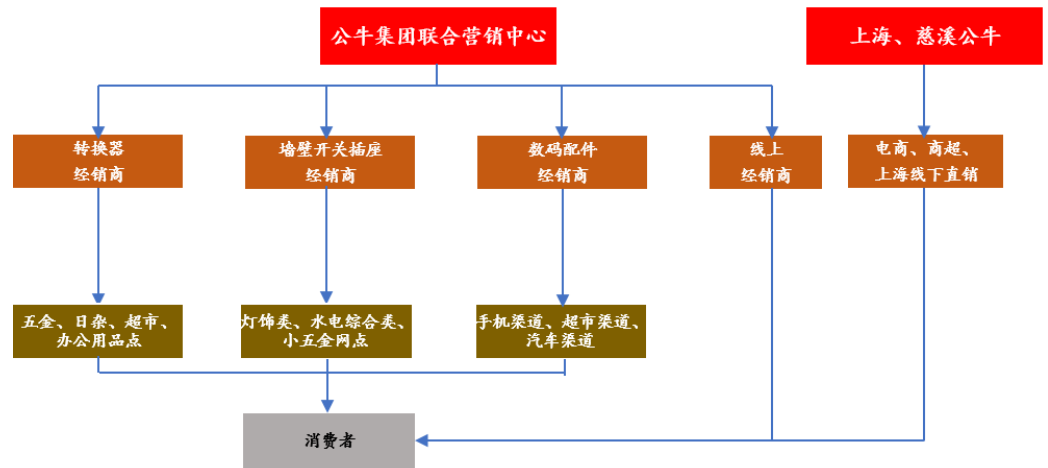 公牛集团联合营销中心
上海、慈溪公牛
转换器
经销商
墙壁开关插座
经销商
数码配件
经销商
线上
经销商
电商、商超、
上海线下直销
五金、日杂、超市、
办公用品点
灯饰类、水电综合类、
小五金网点
手机渠道、超市渠道、
汽车渠道
消费者